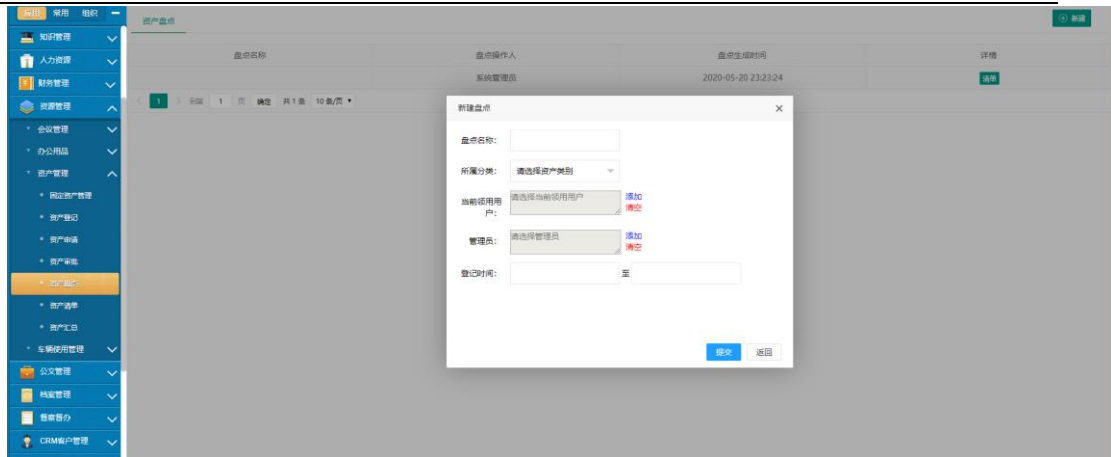 应用 常用 组织
知识管理
人力资源
财务管理
资源管理
会议管理
办公用品
资产管理
固定资产管理
资产登记
资产申请
资产审批
资产盘点
资产清单
资产汇总
车辆使用管理
公文管理
档案管理
督察督办
CRM客户管理
资产盘点
新建
盘点名称 盘点操作人 盘点生成时间 详情
系统管理员 2020-05-20 23:23:24 清单
1 到第 1 页 确定 共 1 条 10 条/页
新建盘点
盘点名称:
所属分类: 请选择资产类别
当前领用用户: 请选择当前领用用户 添加
清空
管理员: 请选择管理员 添加
清空
登记时间: 至
提交 返回